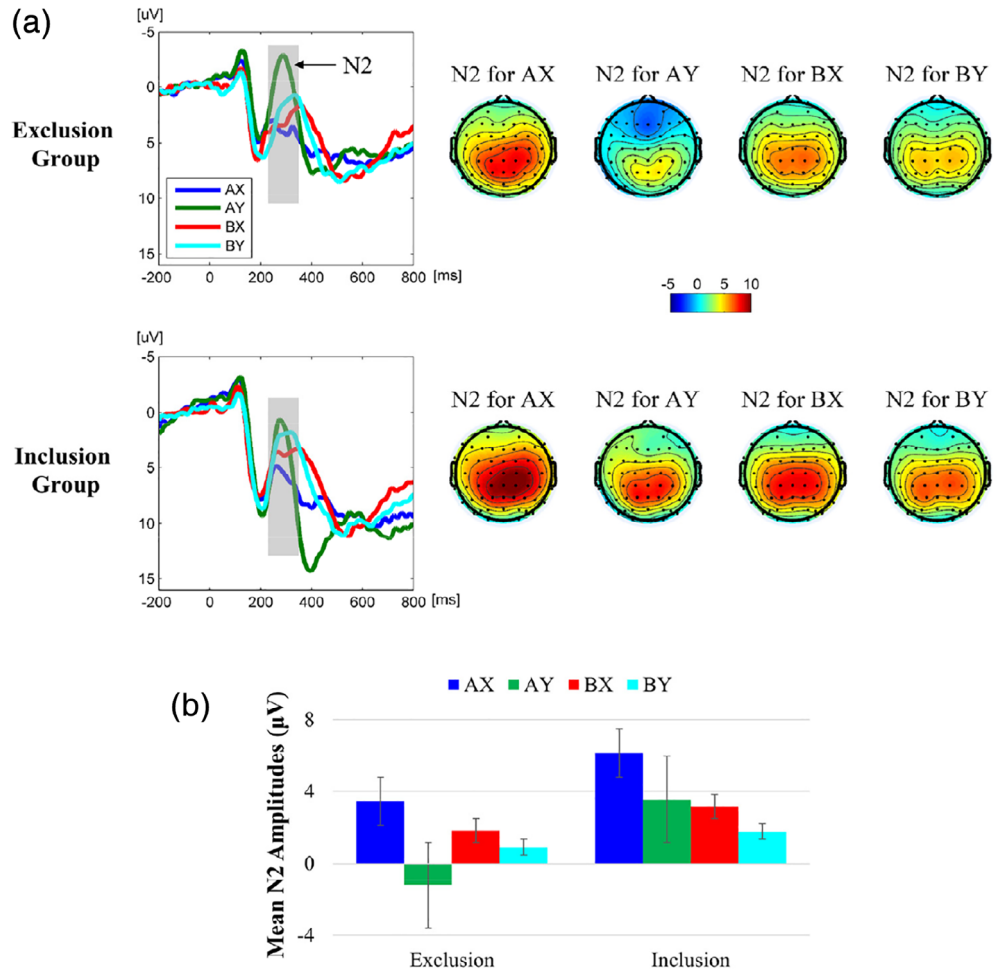 (a)
[uV]
-5
0
5
10
15
-200 0 200 400 600 800 [ms]
N2
Exclusion
Group
AX
AY
BX
BY
N2 for AX N2 for AY N2 for BX N2 for BY
-5 0 5 10
[uV]
-5
0
5
10
15
-200 0 200 400 600 800 [ms]
Inclusion
Group
N2 for AX N2 for AY N2 for BX N2 for BY
(b)
AX AY BX BY
Mean N2 Amplitudes (µV)
8
4
0
-4
Exclusion Inclusion